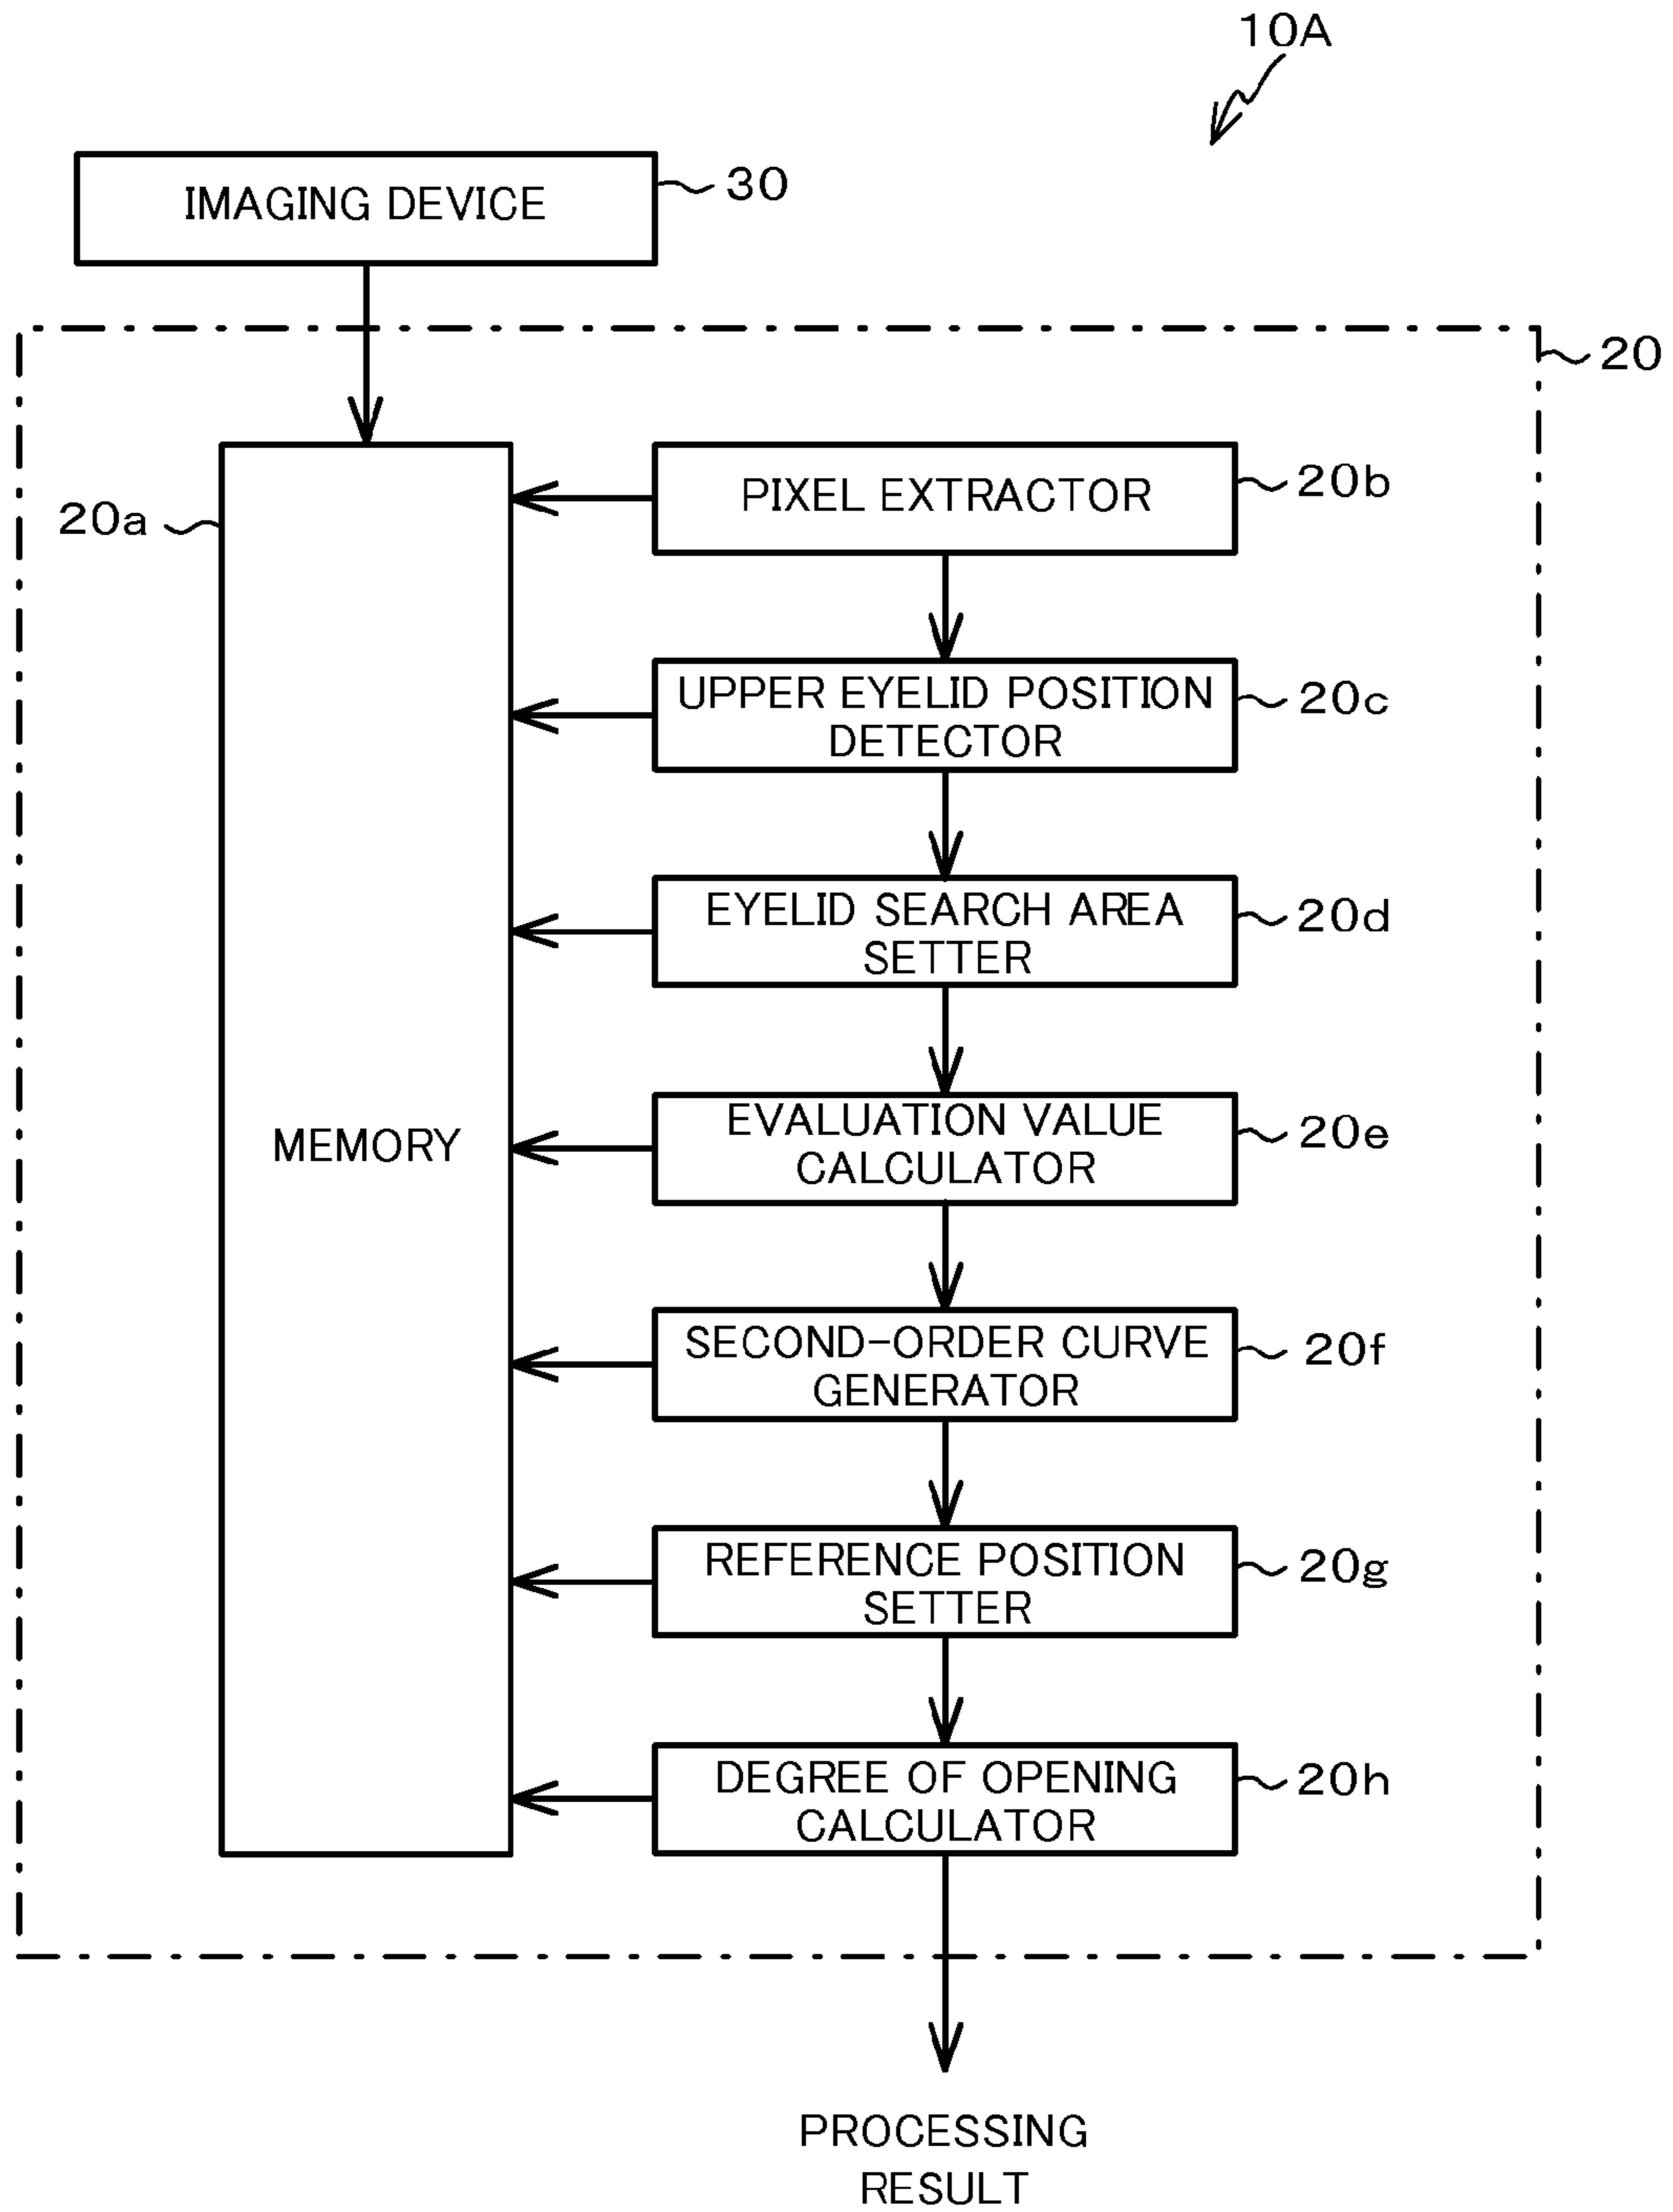 10A
IMAGING DEVICE
30
20
20a
MEMORY
PIXEL EXTRACTOR
20b
UPPER EYELID POSITION
DETECTOR
20c
EYELID SEARCH AREA
SETTER
20d
EVALUATION VALUE
CALCULATOR
20e
SECOND-ORDER CURVE
GENERATOR
20f
REFERENCE POSITION
SETTER
20g
DEGREE OF OPENING
CALCULATOR
20h
PROCESSING
RESULT